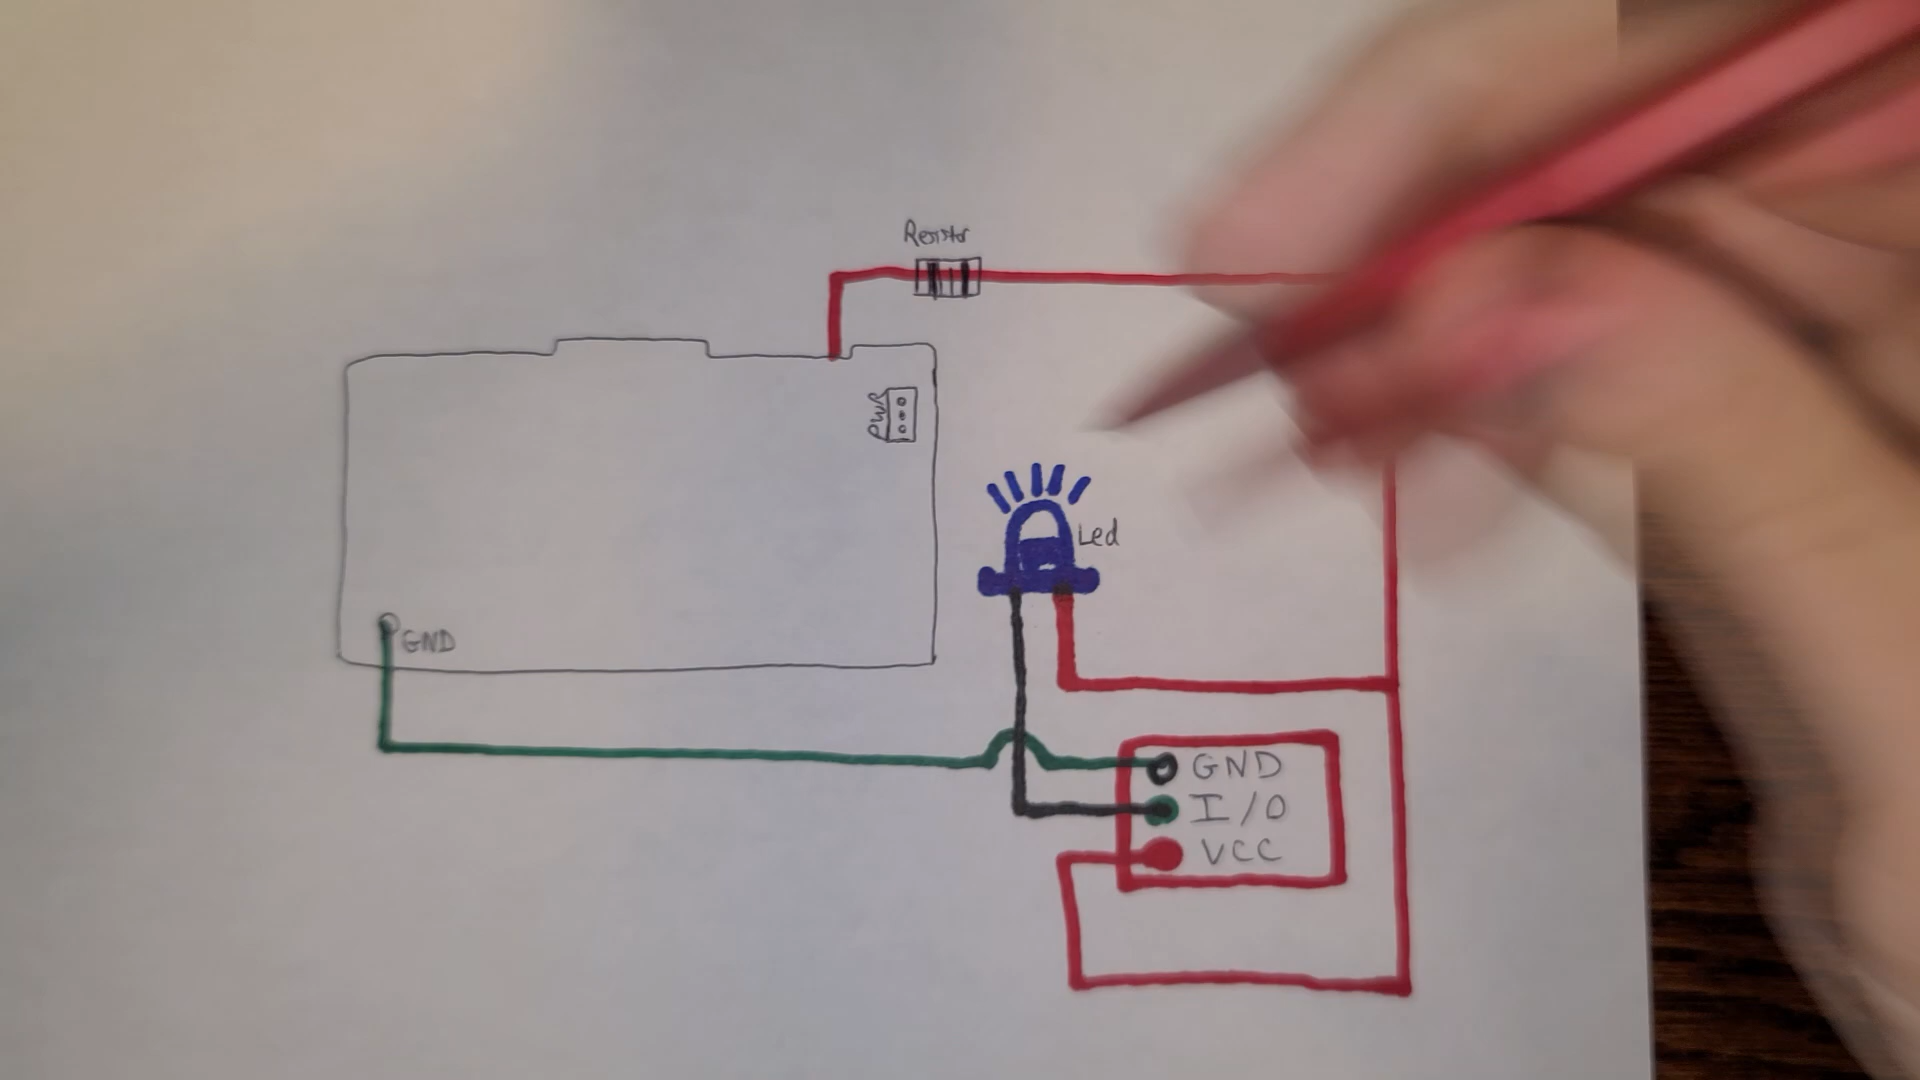 Resistor
PWR
Led
GND
GND
I/O
VCC